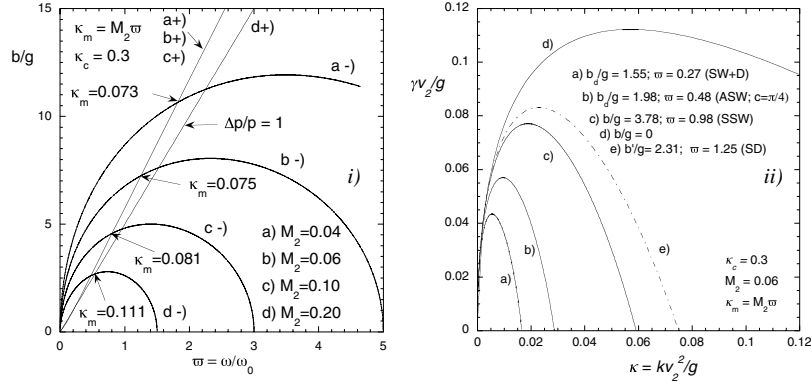 15
b/g
10
5
0
κm = M2ϖ
κc = 0.3
a+)
b+)
c+)
d+)
a -)
κm=0.073
Δp/p = 1
b -)
i)
κm=0.075
c -)
κm=0.081
κm=0.111
d -)
a) M2=0.04
b) M2=0.06
c) M2=0.10
d) M2=0.20
0 1 2 3 4 5
ϖ = ω/ω0
0.12
γv2/g
0.1
0.08
0.06
0.04
0.02
0
d)
a) bd/g = 1.55; ϖ = 0.27 (SW+D)
b) bd/g = 1.98; ϖ = 0.48 (ASW; c=π/4)
c) b/g = 3.78; ϖ = 0.98 (SSW)
d) b/g = 0
e) b'/g= 2.31; ϖ = 1.25 (SD)
c)
ii)
b)
e)
a)
κc = 0.3
M2 = 0.06
κm = M2ϖ
0 0.02 0.04 0.06 0.08 0.1 0.12
κ = kv2²/g